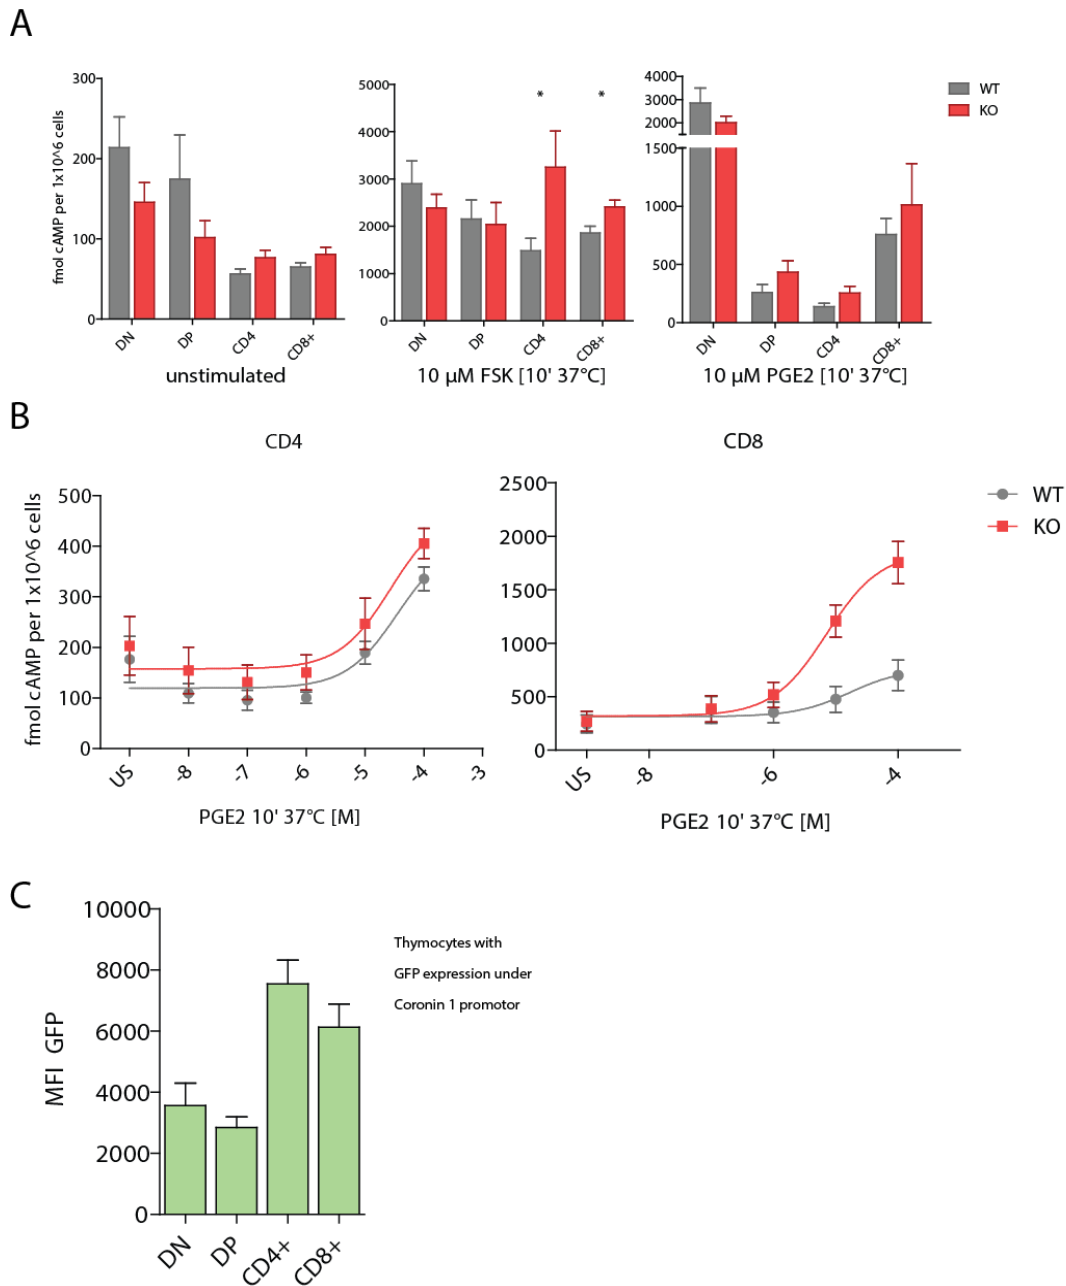 A
fmol cAMP per 1x10^6 cells
300
200
100
0
DN
DP
CD4
CD8+
unstimulated
5000
4000
3000
2000
1000
0
DN
DP
CD4
CD8+
*
*
10 µM FSK [10' 37°C]
4000
3000
2000
1500
1000
500
0
DN
DP
CD4
CD8+
10 µM PGE2 [10' 37°C]
WT
KO
B
CD4
fmol cAMP per 1x10^6 cells
500
400
300
200
100
0
US
-8
-7
-6
-5
-4
-3
PGE2 10' 37°C [M]
CD8
2500
2000
1500
1000
500
0
US
-8
-6
-4
PGE2 10' 37°C [M]
WT
KO
C
MFI GFP
10000
8000
6000
4000
2000
0
DN
DP
CD4+
CD8+
Thymocytes with
GFP expression under
Coronin 1 promotor